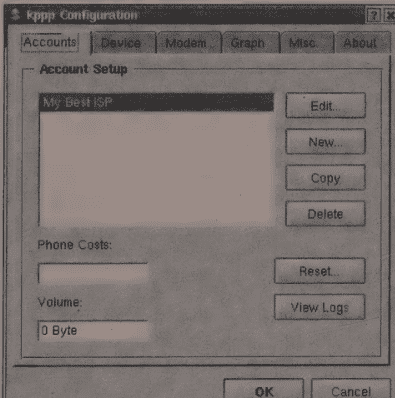 kppp Configuration
Accounts Device Modem Graph Misc. About
Account Setup
My Best ISP
Edit...
New...
Copy
Delete
Phone Costs:
Reset...
Volume:
View Logs
0 Byte
OK Cancel